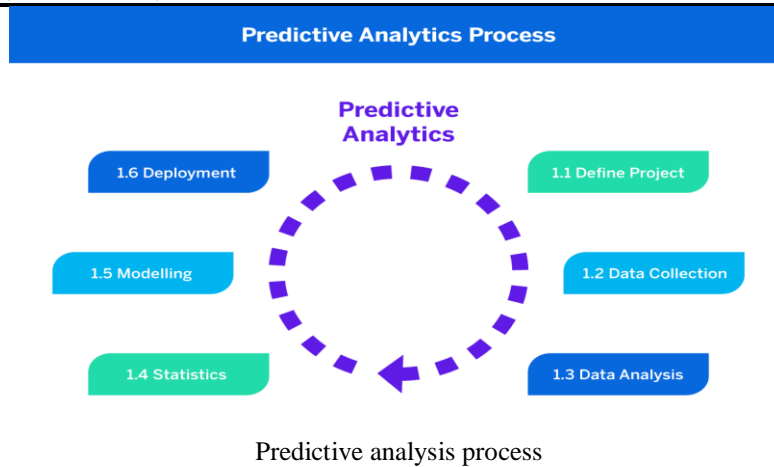 Predictive Analytics Process
Predictive
Analytics
1.1 Define Project
1.2 Data Collection
1.3 Data Analysis
1.4 Statistics
1.5 Modelling
1.6 Deployment
Predictive analysis process